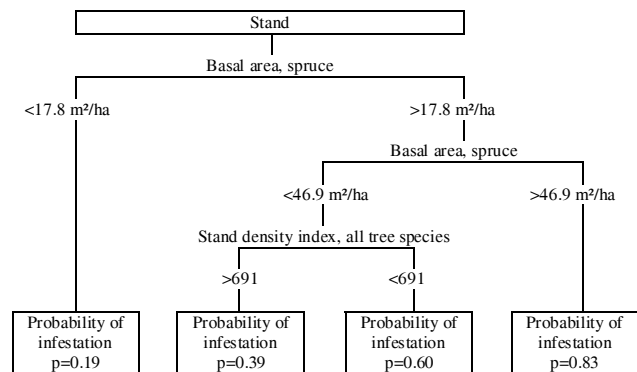 Stand
Basal area, spruce
<17.8 m²/ha
>17.8 m²/ha
Basal area, spruce
<46.9 m²/ha
>46.9 m²/ha
Stand density index, all tree species
>691
<691
Probability of
infestation
p=0.19
Probability of
infestation
p=0.39
Probability of
infestation
p=0.60
Probability of
infestation
p=0.83